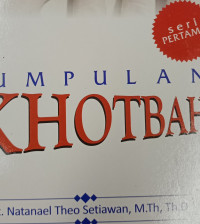 seri
PERTAMA
UMPULAN
KHOTBAH
. Natanael Theo Setiawan, M.Th, Th.D